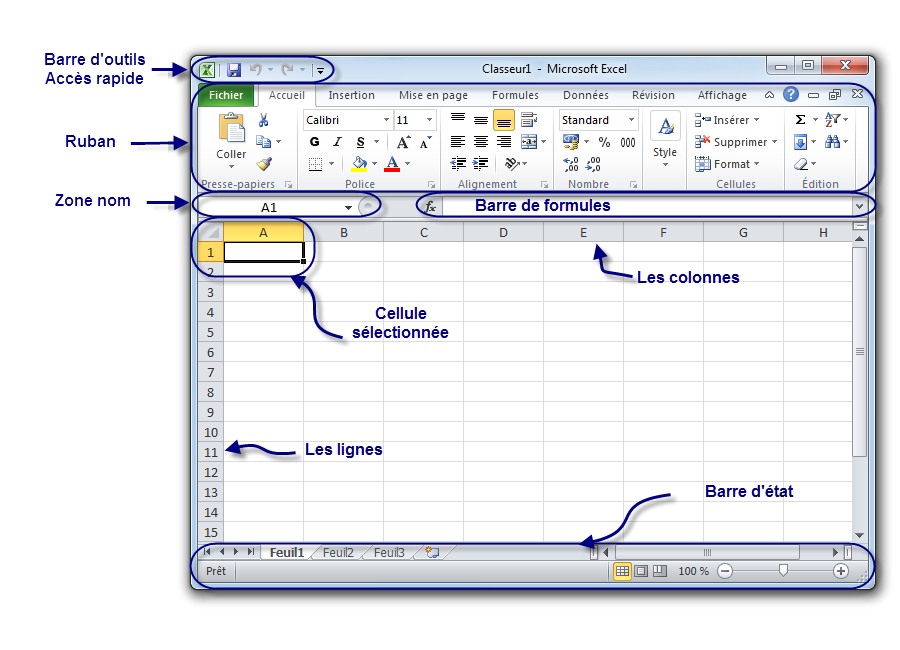 Barre d'outils
Accès rapide
Classeur1 - Microsoft Excel
Fichier Accueil Insertion Mise en page Formules Données Révision Affichage
Ruban
Coller
Calibri 11
G I S
Standard
% 000
Style
Insérer
Supprimer
Format
Σ
Presse-papiers Police Alignement Nombre Cellules Édition
Zone nom
A1
fx
Barre de formules
A B C D E F G H
1
2
3
4
5
6
7
8
9
10
11
12
13
14
15
Les colonnes
Cellule
sélectionnée
Les lignes
Barre d'état
Feuil1 Feuil2 Feuil3
Prêt 100 %